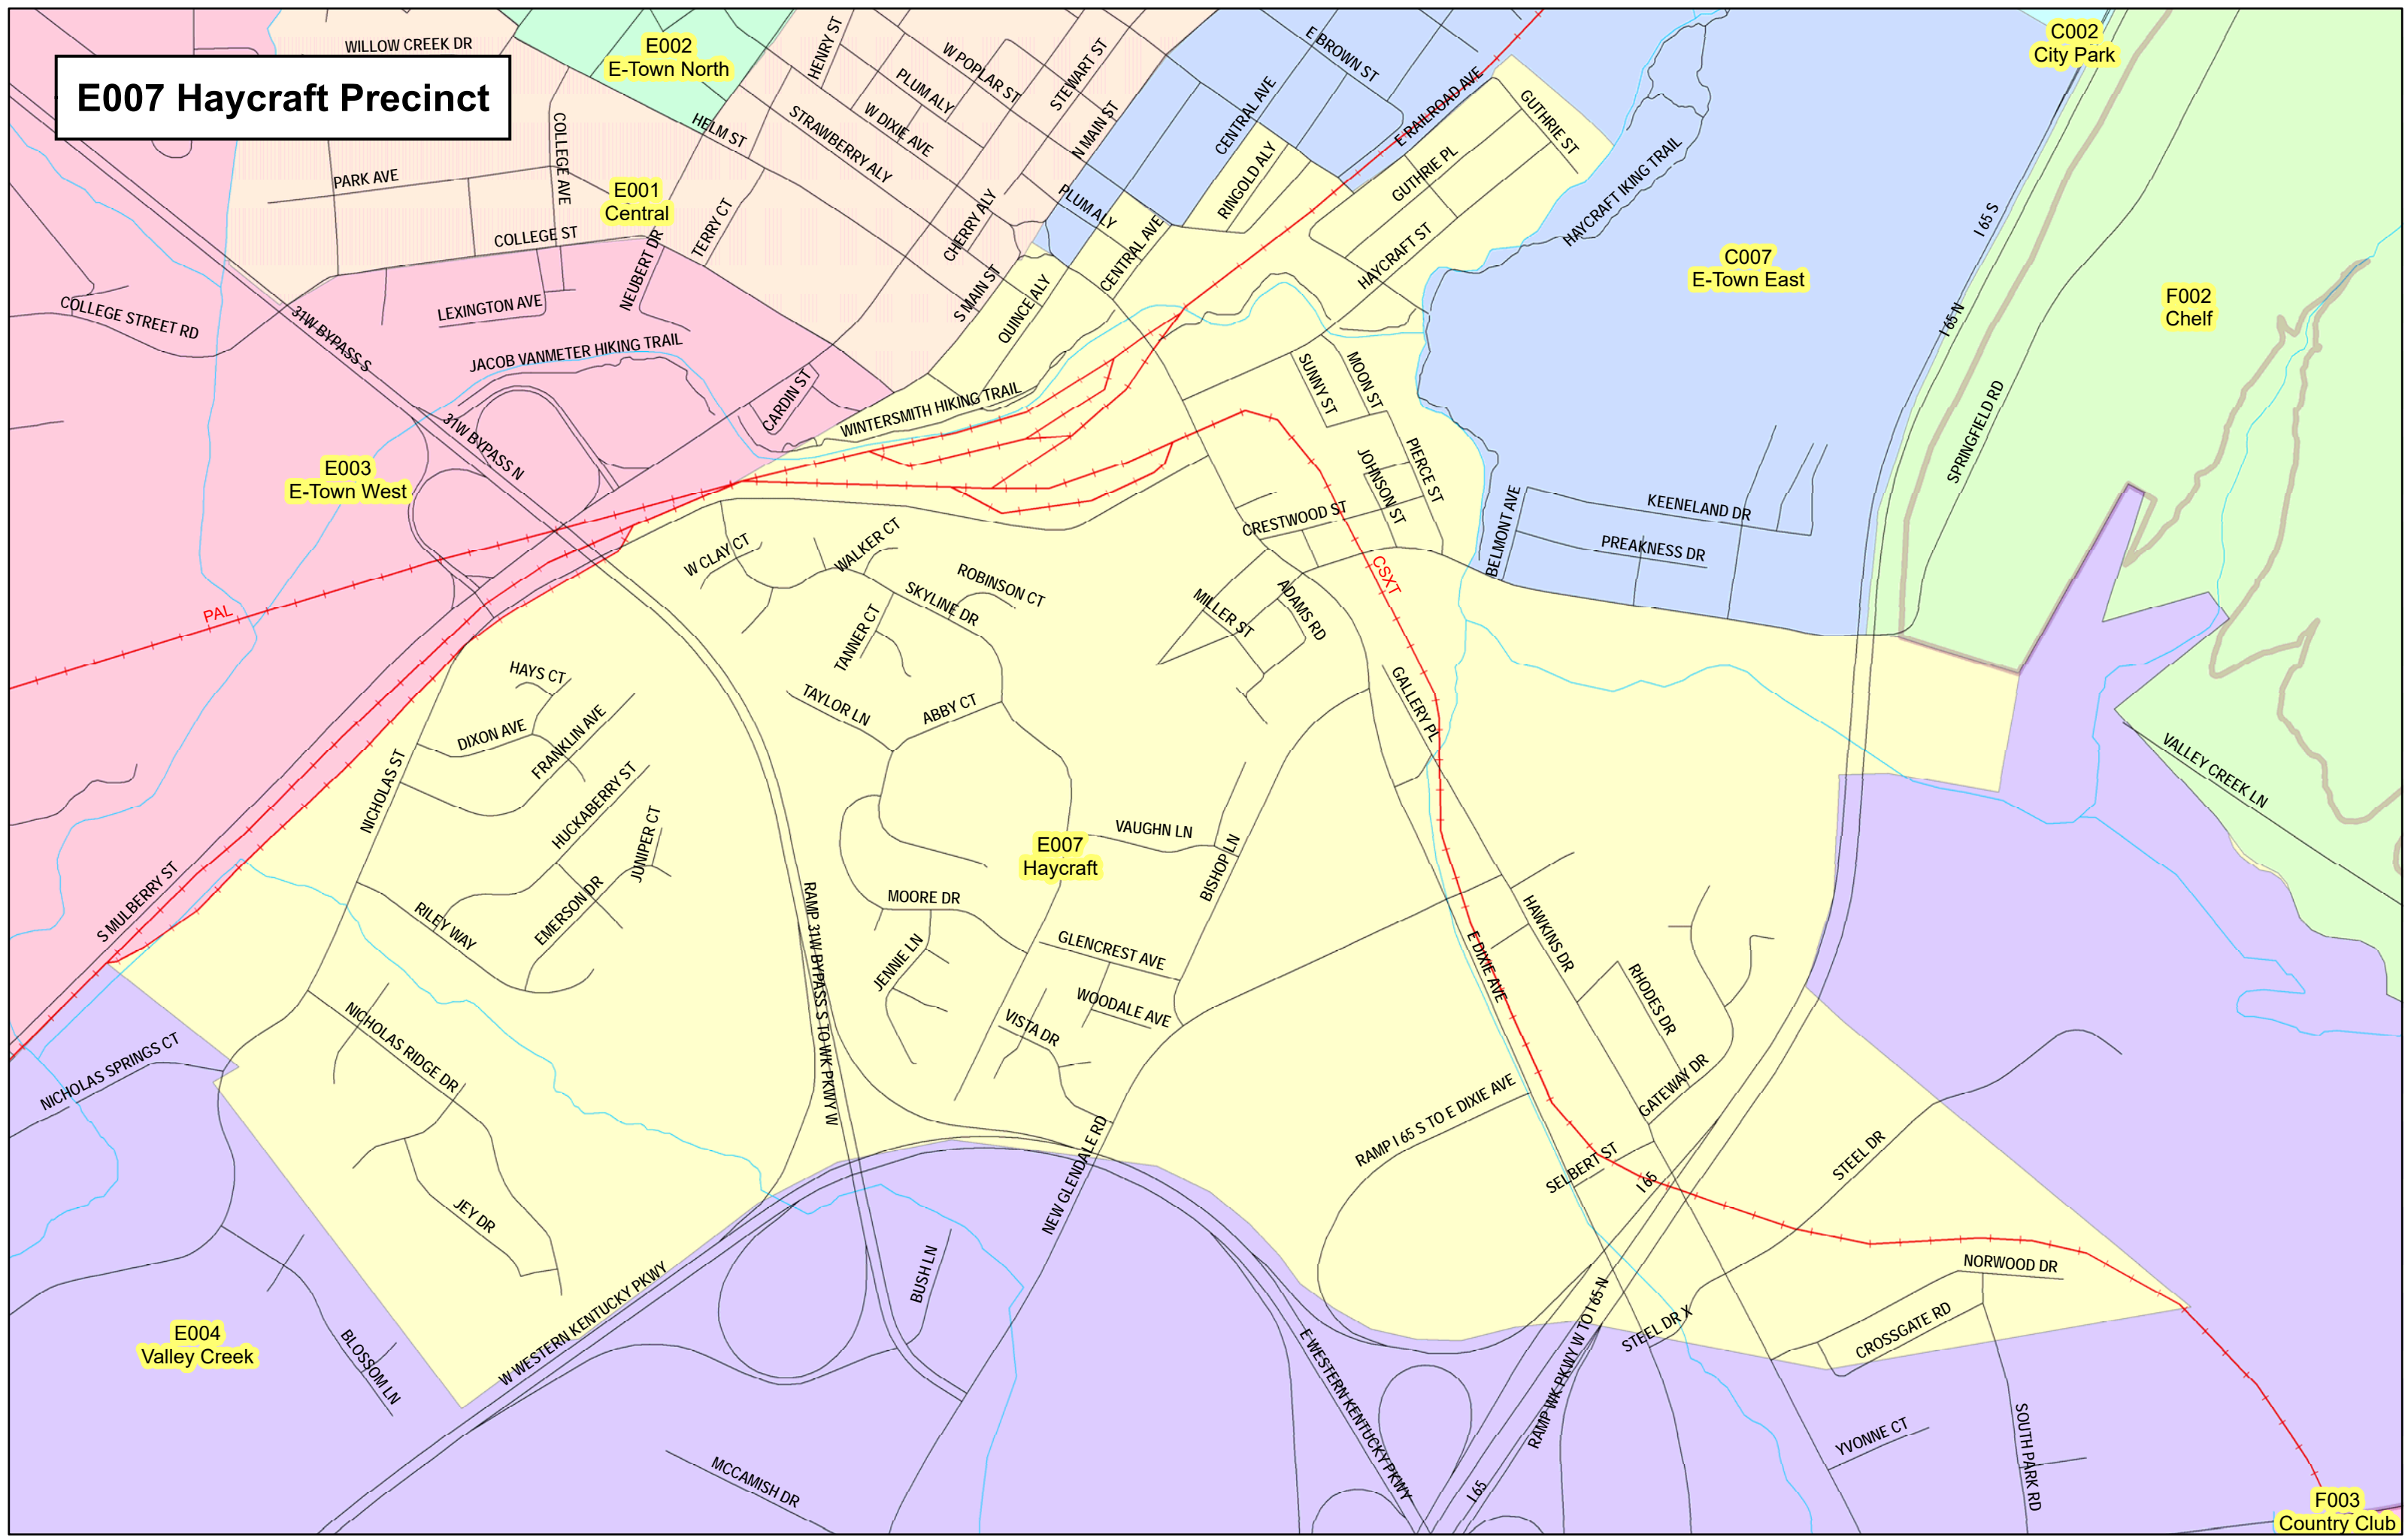 E007 Haycraft Precinct
WILLOW CREEK DR
E002
E-Town North
HENRY ST
W POPLAR ST
STEWART ST
E BROWN ST
C002
City Park
PLUM ALY
W DIXIE AVE
N MAIN ST
CENTRAL AVE
E RAILROAD AVE
GUTHRIE ST
COLLEGE AVE
HELM ST
STRAWBERRY ALY
RINGOLD ALY
GUTHRIE PL
HAYCRAFT IKING TRAIL
PARK AVE
E001
Central
TERRY CT
CHERRY ALY
PLUM ALY
CENTRAL AVE
HAYCRAFT ST
I 65 S
COLLEGE ST
NEUBERT DR
S MAIN ST
QUINCE ALY
C007
E-Town East
F002
Chelf
COLLEGE STREET RD
31W BYPASS S
LEXINGTON AVE
I 65 N
JACOB VANMETER HIKING TRAIL
CARDIN ST
WINTERSMITH HIKING TRAIL
SUNNY ST
MOON ST
SPRINGFIELD RD
31W BYPASS N
E003
E-Town West
JOHNSON ST
PIERCE ST
CRESTWOOD ST
BELMONT AVE
KEENELAND DR
PREAKNESS DR
W CLAY CT
WALKER CT
ROBINSON CT
SKYLINE DR
TANNER CT
CSXT
MILLER ST
ADAMS RD
PAL
HAYS CT
TAYLOR LN
ABBY CT
GALLERY PL
DIXON AVE
FRANKLIN AVE
NICHOLAS ST
HUCKABERRY ST
JUNIPER CT
VALLEY CREEK LN
E007
Haycraft
VAUGHN LN
BISHOP LN
S MULBERRY ST
RILEY WAY
EMERSON DR
RAMP 31W BYPASS S TO WK PKWY W
MOORE DR
JENNIE LN
GLENCREST AVE
WOODALE AVE
VISTA DR
HAWKINS DR
E DIXIE AVE
RHODES DR
NICHOLAS SPRINGS CT
NICHOLAS RIDGE DR
GATEWAY DR
RAMP I 65 S TO E DIXIE AVE
SELBERT ST
I 65
STEEL DR
JEY DR
NEW GLENDALE RD
BUSH LN
NORWOOD DR
E004
Valley Creek
BLOSSOM LN
W WESTERN KENTUCKY PKWY
E WESTERN KENTUCKY PKWY
RAMP WK PKWY W TO I 65 N
STEEL DR X
CROSSGATE RD
MCCAMISH DR
I 65
YVONNE CT
SOUTH PARK RD
F003
Country Club